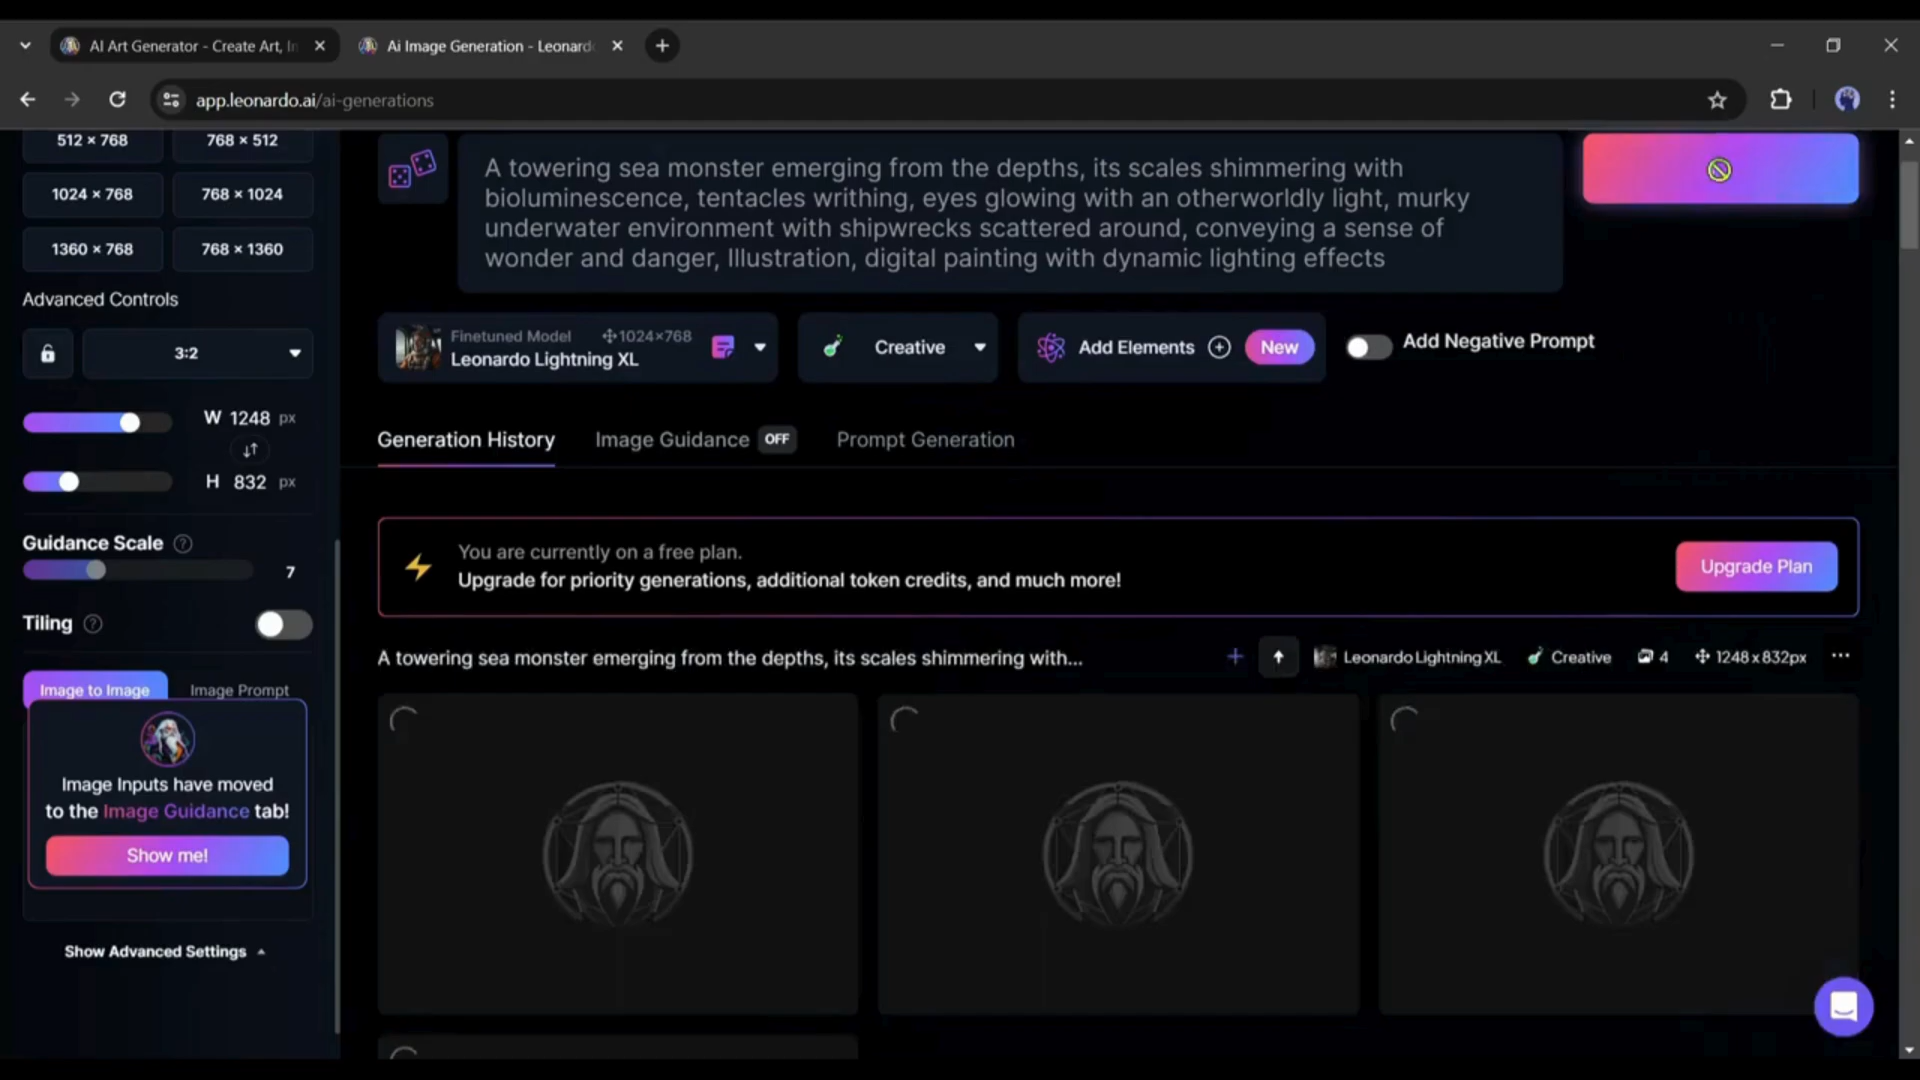 AI Art Generator - Create Art, In
Ai Image Generation - Leonardo
app.leonardo.ai/ai-generations
512 × 768
768 × 512
1024 × 768
768 × 1024
1360 × 768
768 × 1360
Advanced Controls
3:2
W 1248 px
H 832 px
Guidance Scale
7
Tiling
Image to Image
Image Prompt
Image Inputs have moved
to the Image Guidance tab!
Show me!
Show Advanced Settings
A towering sea monster emerging from the depths, its scales shimmering with
bioluminescence, tentacles writhing, eyes glowing with an otherworldly light, murky
underwater environment with shipwrecks scattered around, conveying a sense of
wonder and danger, Illustration, digital painting with dynamic lighting effects
Finetuned Model
1024×768
Leonardo Lightning XL
Creative
Add Elements
New
Add Negative Prompt
Generation History
Image Guidance OFF
Prompt Generation
You are currently on a free plan.
Upgrade for priority generations, additional token credits, and much more!
Upgrade Plan
A towering sea monster emerging from the depths, its scales shimmering with...
Leonardo Lightning XL
Creative
4
1248 x 832px